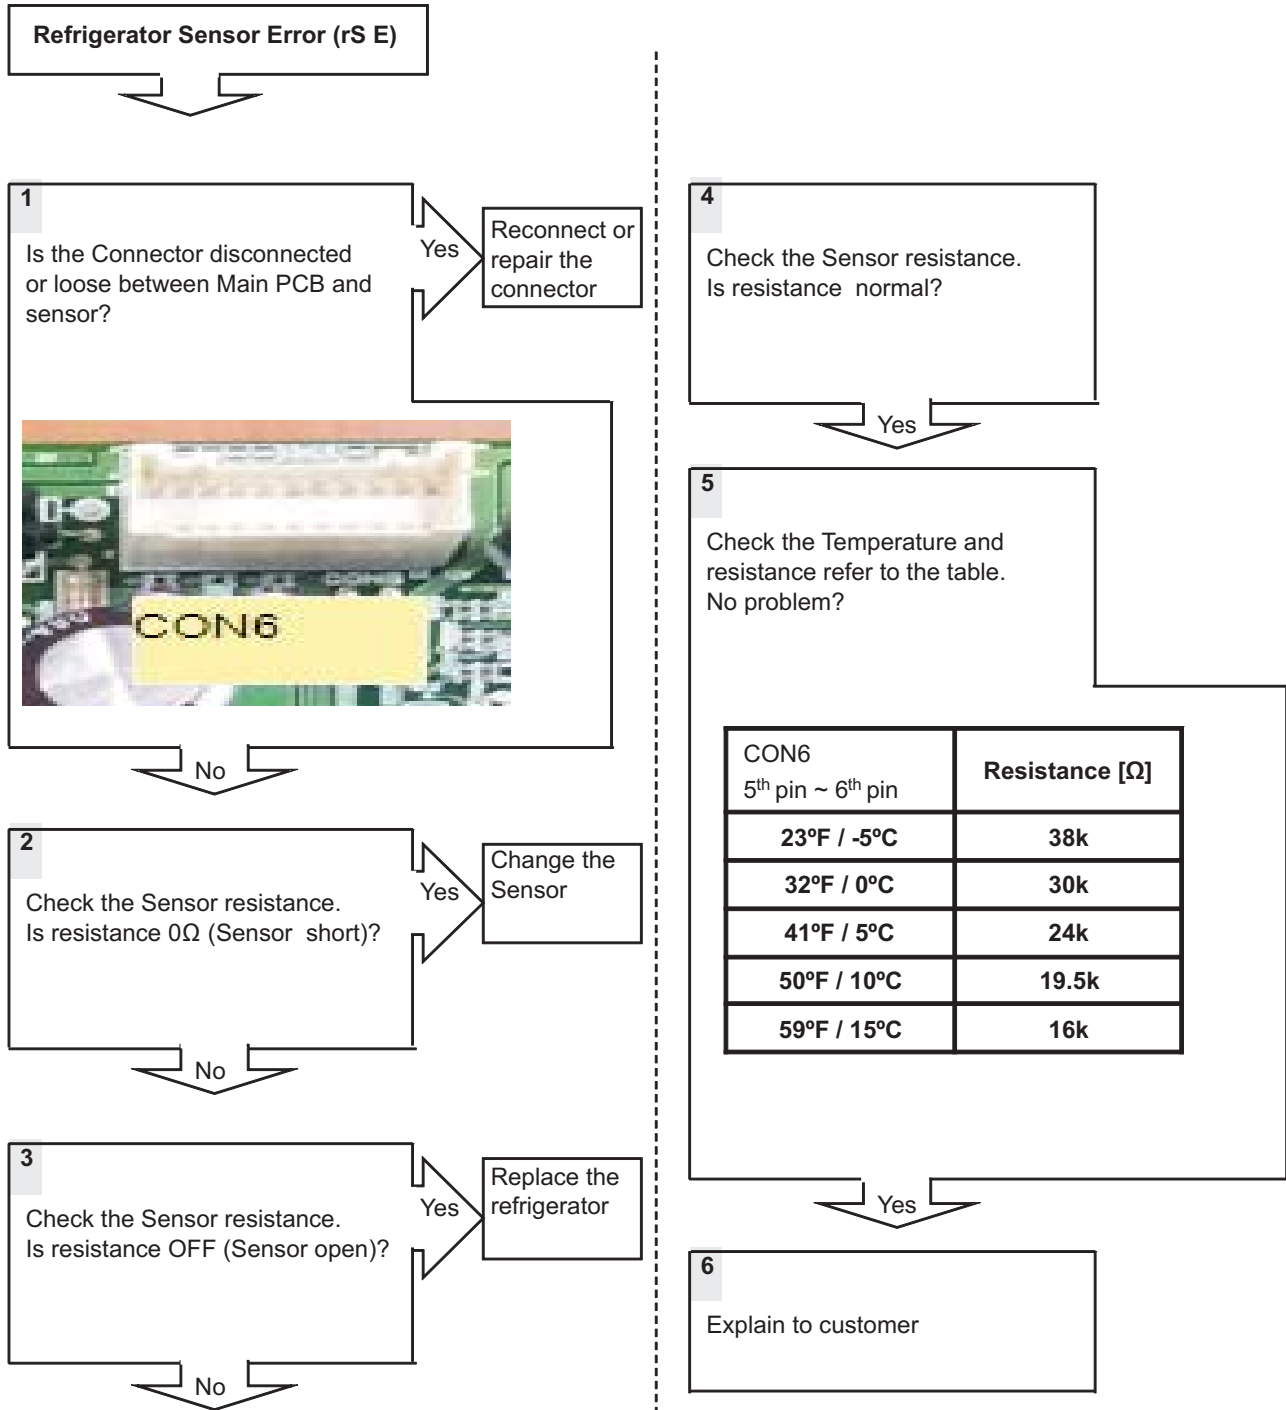 Refrigerator Sensor Error (rS E)
1
Is the Connector disconnected
or loose between Main PCB and
sensor?
Yes
Reconnect or
repair the
connector
CON6
No
2
Check the Sensor resistance.
Is resistance 0Ω (Sensor short)?
Yes
Change the
Sensor
No
3
Check the Sensor resistance.
Is resistance OFF (Sensor open)?
Yes
Replace the
refrigerator
No
4
Check the Sensor resistance.
Is resistance normal?
Yes
5
Check the Temperature and
resistance refer to the table.
No problem?
CON6
5th pin ~ 6th pin
Resistance [Ω]
23ºF / -5ºC 38k
32ºF / 0ºC 30k
41ºF / 5ºC 24k
50ºF / 10ºC 19.5k
59ºF / 15ºC 16k
Yes
6
Explain to customer